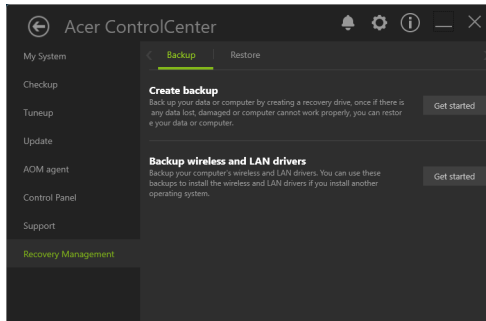 Acer ControlCenter
My System
Backup
Restore
Checkup
Create backup
Back up your data or computer by creating a recovery drive, once if there is
any data lost, damaged or computer cannot work properly, you can restor
e your data or computer.
Get started
Tuneup
Update
Backup wireless and LAN drivers
Backup your computer's wireless and LAN drivers. You can use these
backups to install the wireless and LAN drivers if you install another
operating system.
Get started
AOM agent
Control Panel
Support
Recovery Management